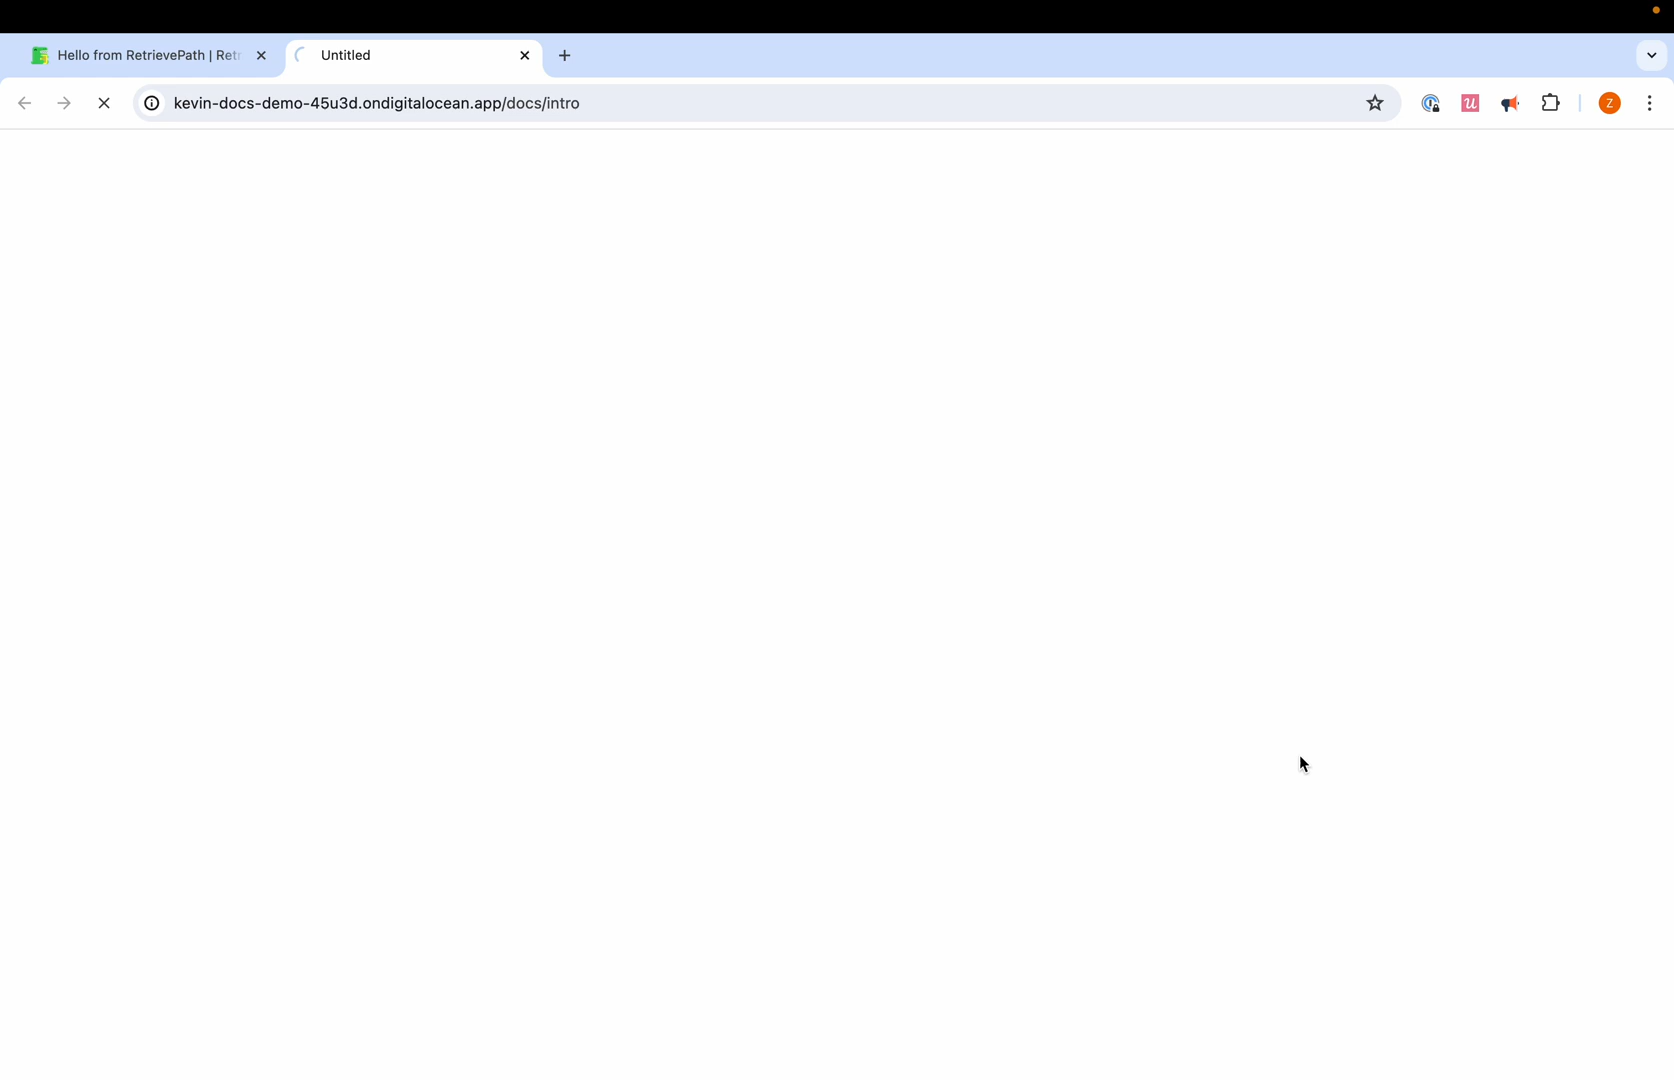 Hello from RetrievePath | Retr
Untitled
kevin-docs-demo-45u3d.ondigitalocean.app/docs/intro
u
Z